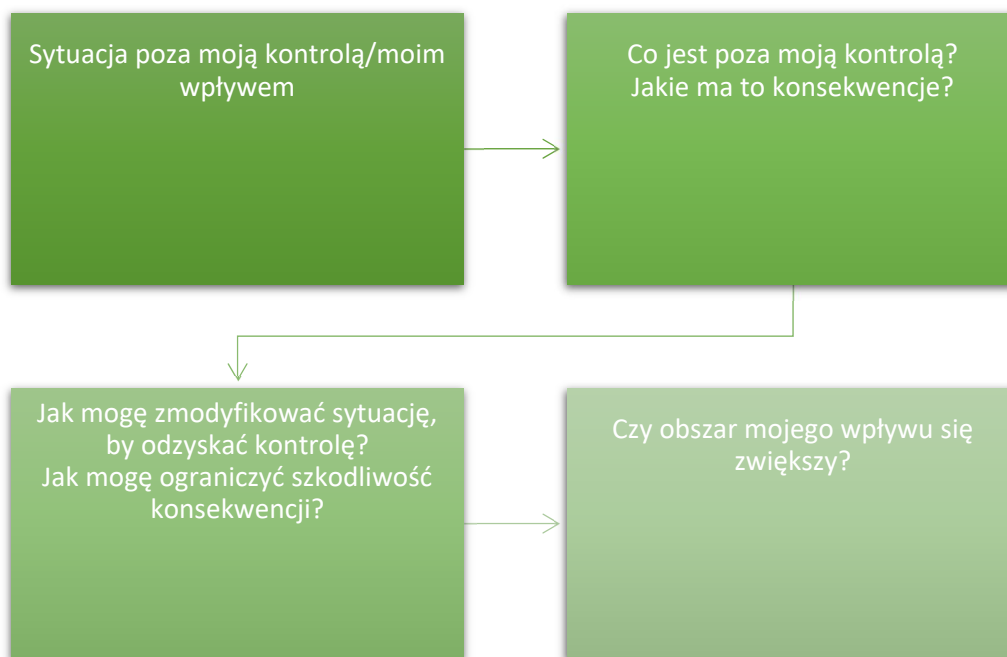 Sytuacja poza moją kontrolą/moim
wpływem
Co jest poza moją kontrolą?
Jakie ma to konsekwencje?
Jak mogę zmodyfikować sytuację,
by odzyskać kontrolę?
Jak mogę ograniczyć szkodliwość
konsekwencji?
Czy obszar mojego wpływu się
zwiększy?